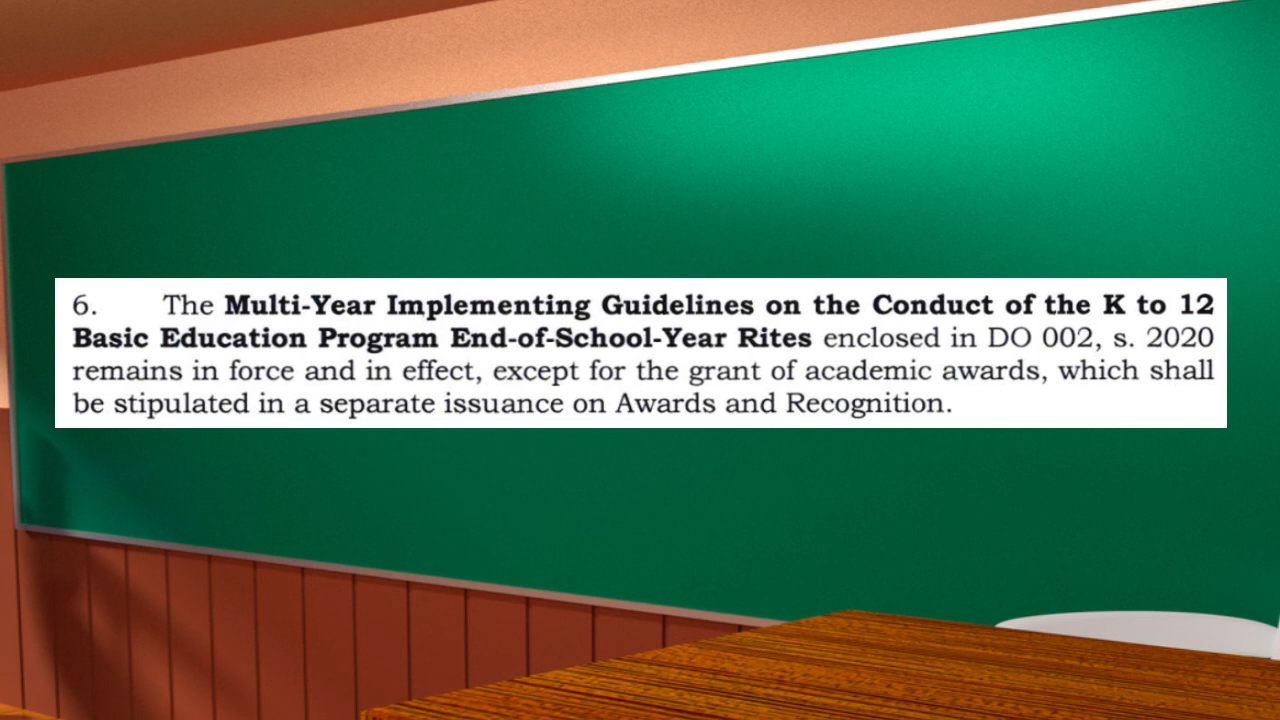 6. The Multi-Year Implementing Guidelines on the Conduct of the K to 12
Basic Education Program End-of-School-Year Rites enclosed in DO 002, s. 2020
remains in force and in effect, except for the grant of academic awards, which shall
be stipulated in a separate issuance on Awards and Recognition.